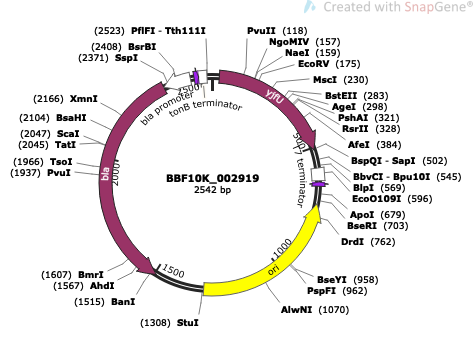 Created with SnapGene®
(2523) PflFI - Tth111I
(2408) BsrBI
(2371) SspI
(2166) XmnI
(2104) BsaHI
(2047) ScaI
(2045) TatI
(1966) TsoI
(1937) PvuI
(1607) BmrI
(1567) AhdI
(1515) BanI
(1308) StuI
PvuII (118)
NgoMIV (157)
NaeI (159)
EcoRV (175)
MscI (230)
BstEII (283)
AgeI (298)
PshAI (321)
RsrII (328)
AfeI (384)
BspQI - SapI (502)
BbvCI - Bpu10I (545)
BlpI (569)
EcoO109I (596)
ApoI (679)
BseRI (703)
DrdI (762)
BseYI (958)
PspFI (962)
AlwNI (1070)
bla promoter
tonB terminator
yjfU
T7 terminator
bla
ori
500
1000
1500
2000
2500
BBF10K_002919
2542 bp